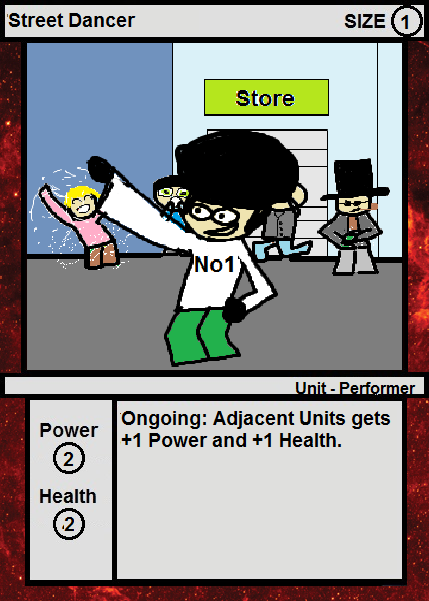 Street Dancer
SIZE 1
Store
No1
Unit - Performer
Power
2
Health
2
Ongoing: Adjacent Units gets
+1 Power and +1 Health.